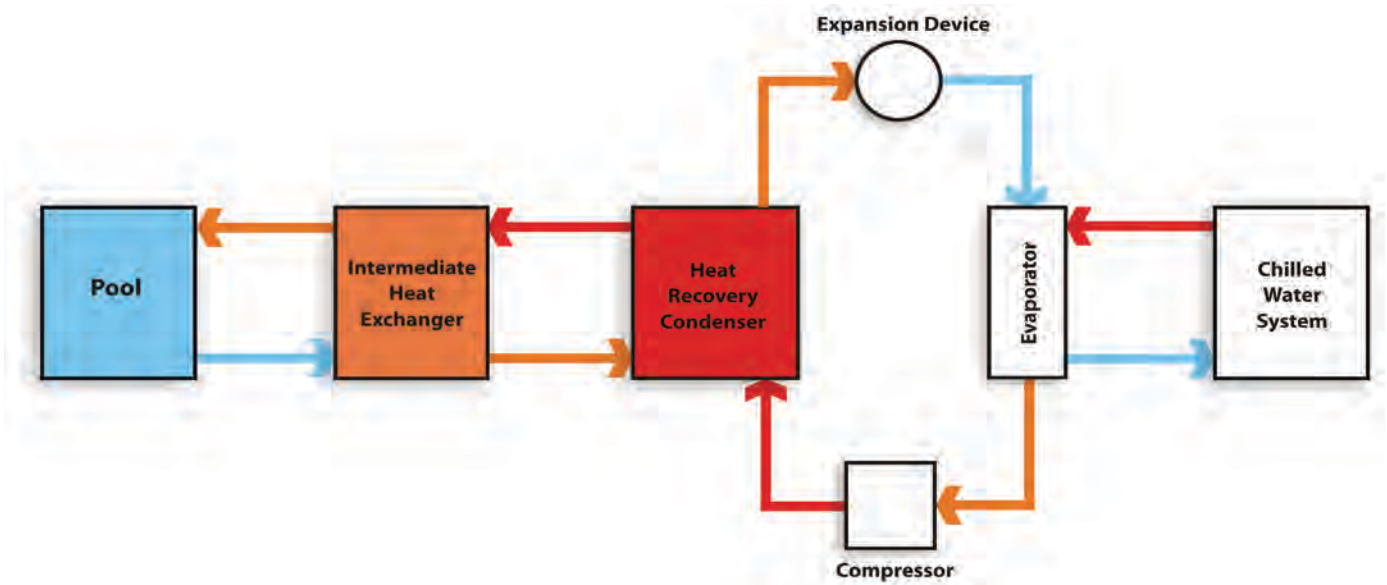 Expansion Device
Pool
Intermediate
Heat
Exchanger
Heat
Recovery
Condenser
Evaporator
Chilled
Water
System
Compressor